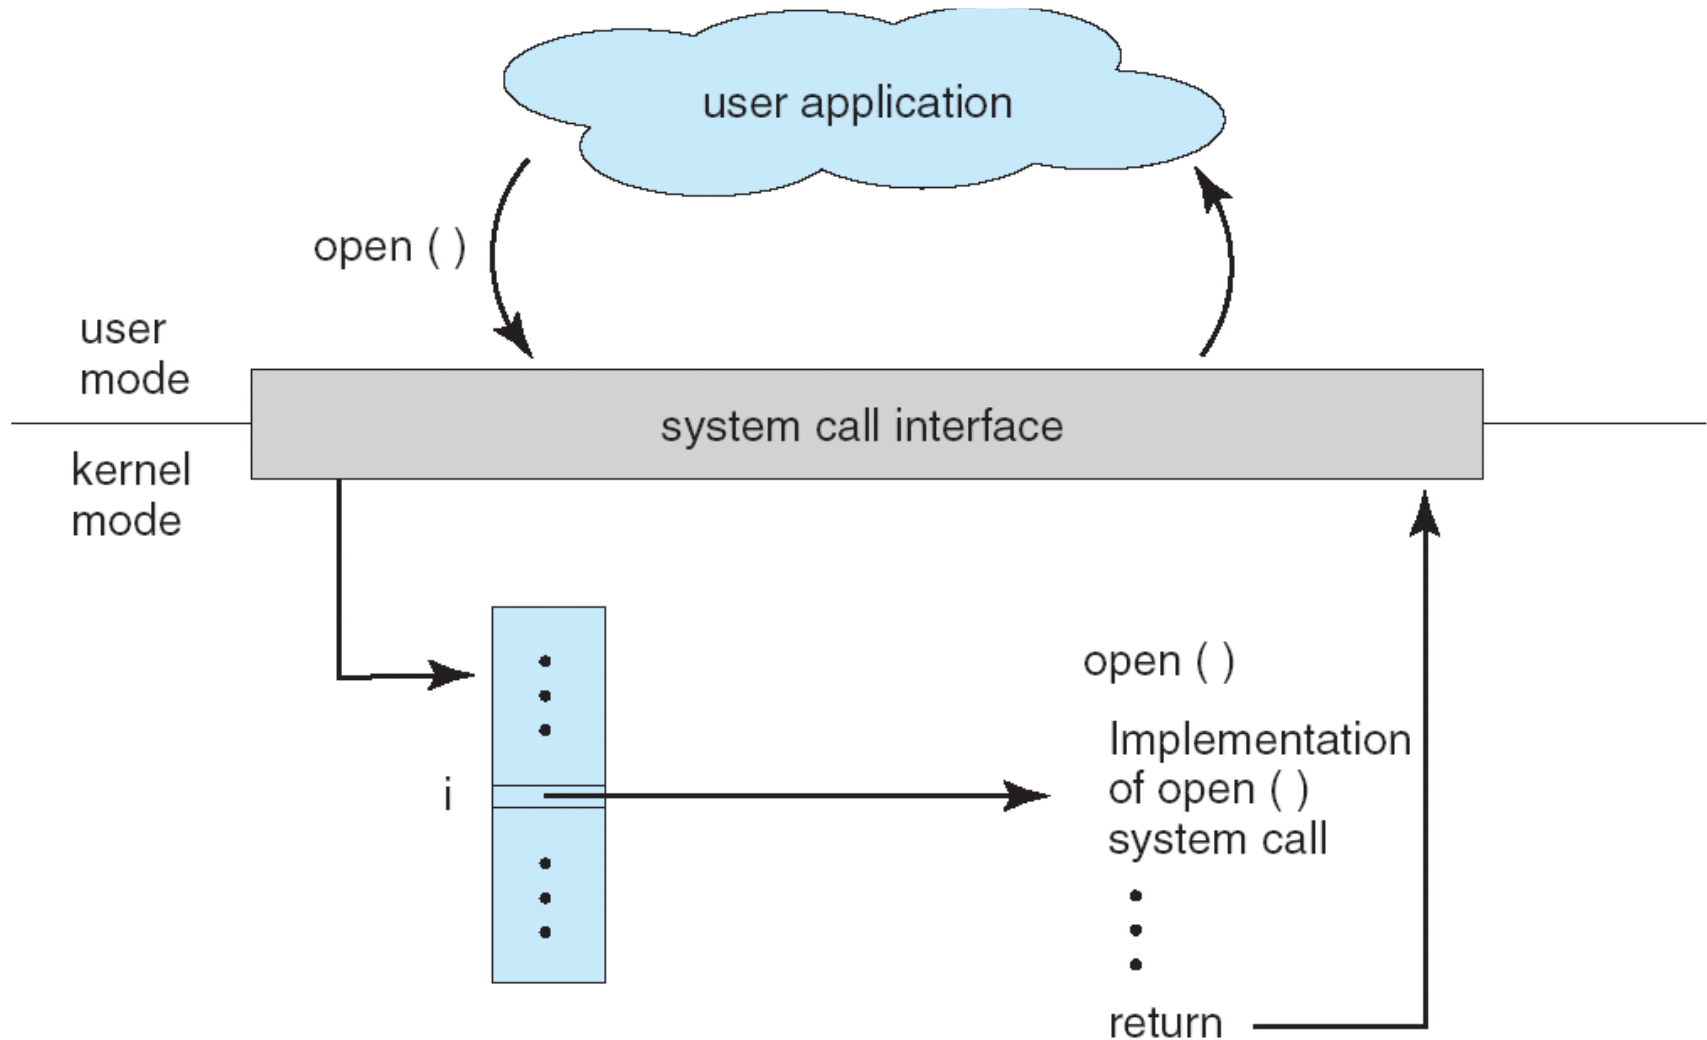 user application
open ( )
user
mode
system call interface
kernel
mode
open ( )
Implementation
of open ( )
system call
i
return